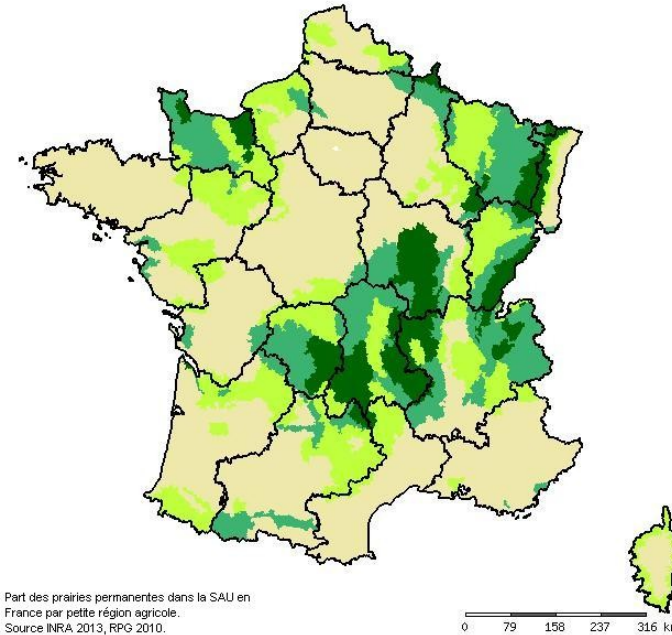 Part des prairies permanentes dans la SAU en
France par petite région agricole.
Source INRA 2013, RPG 2010.
0 79 158 237 316 km